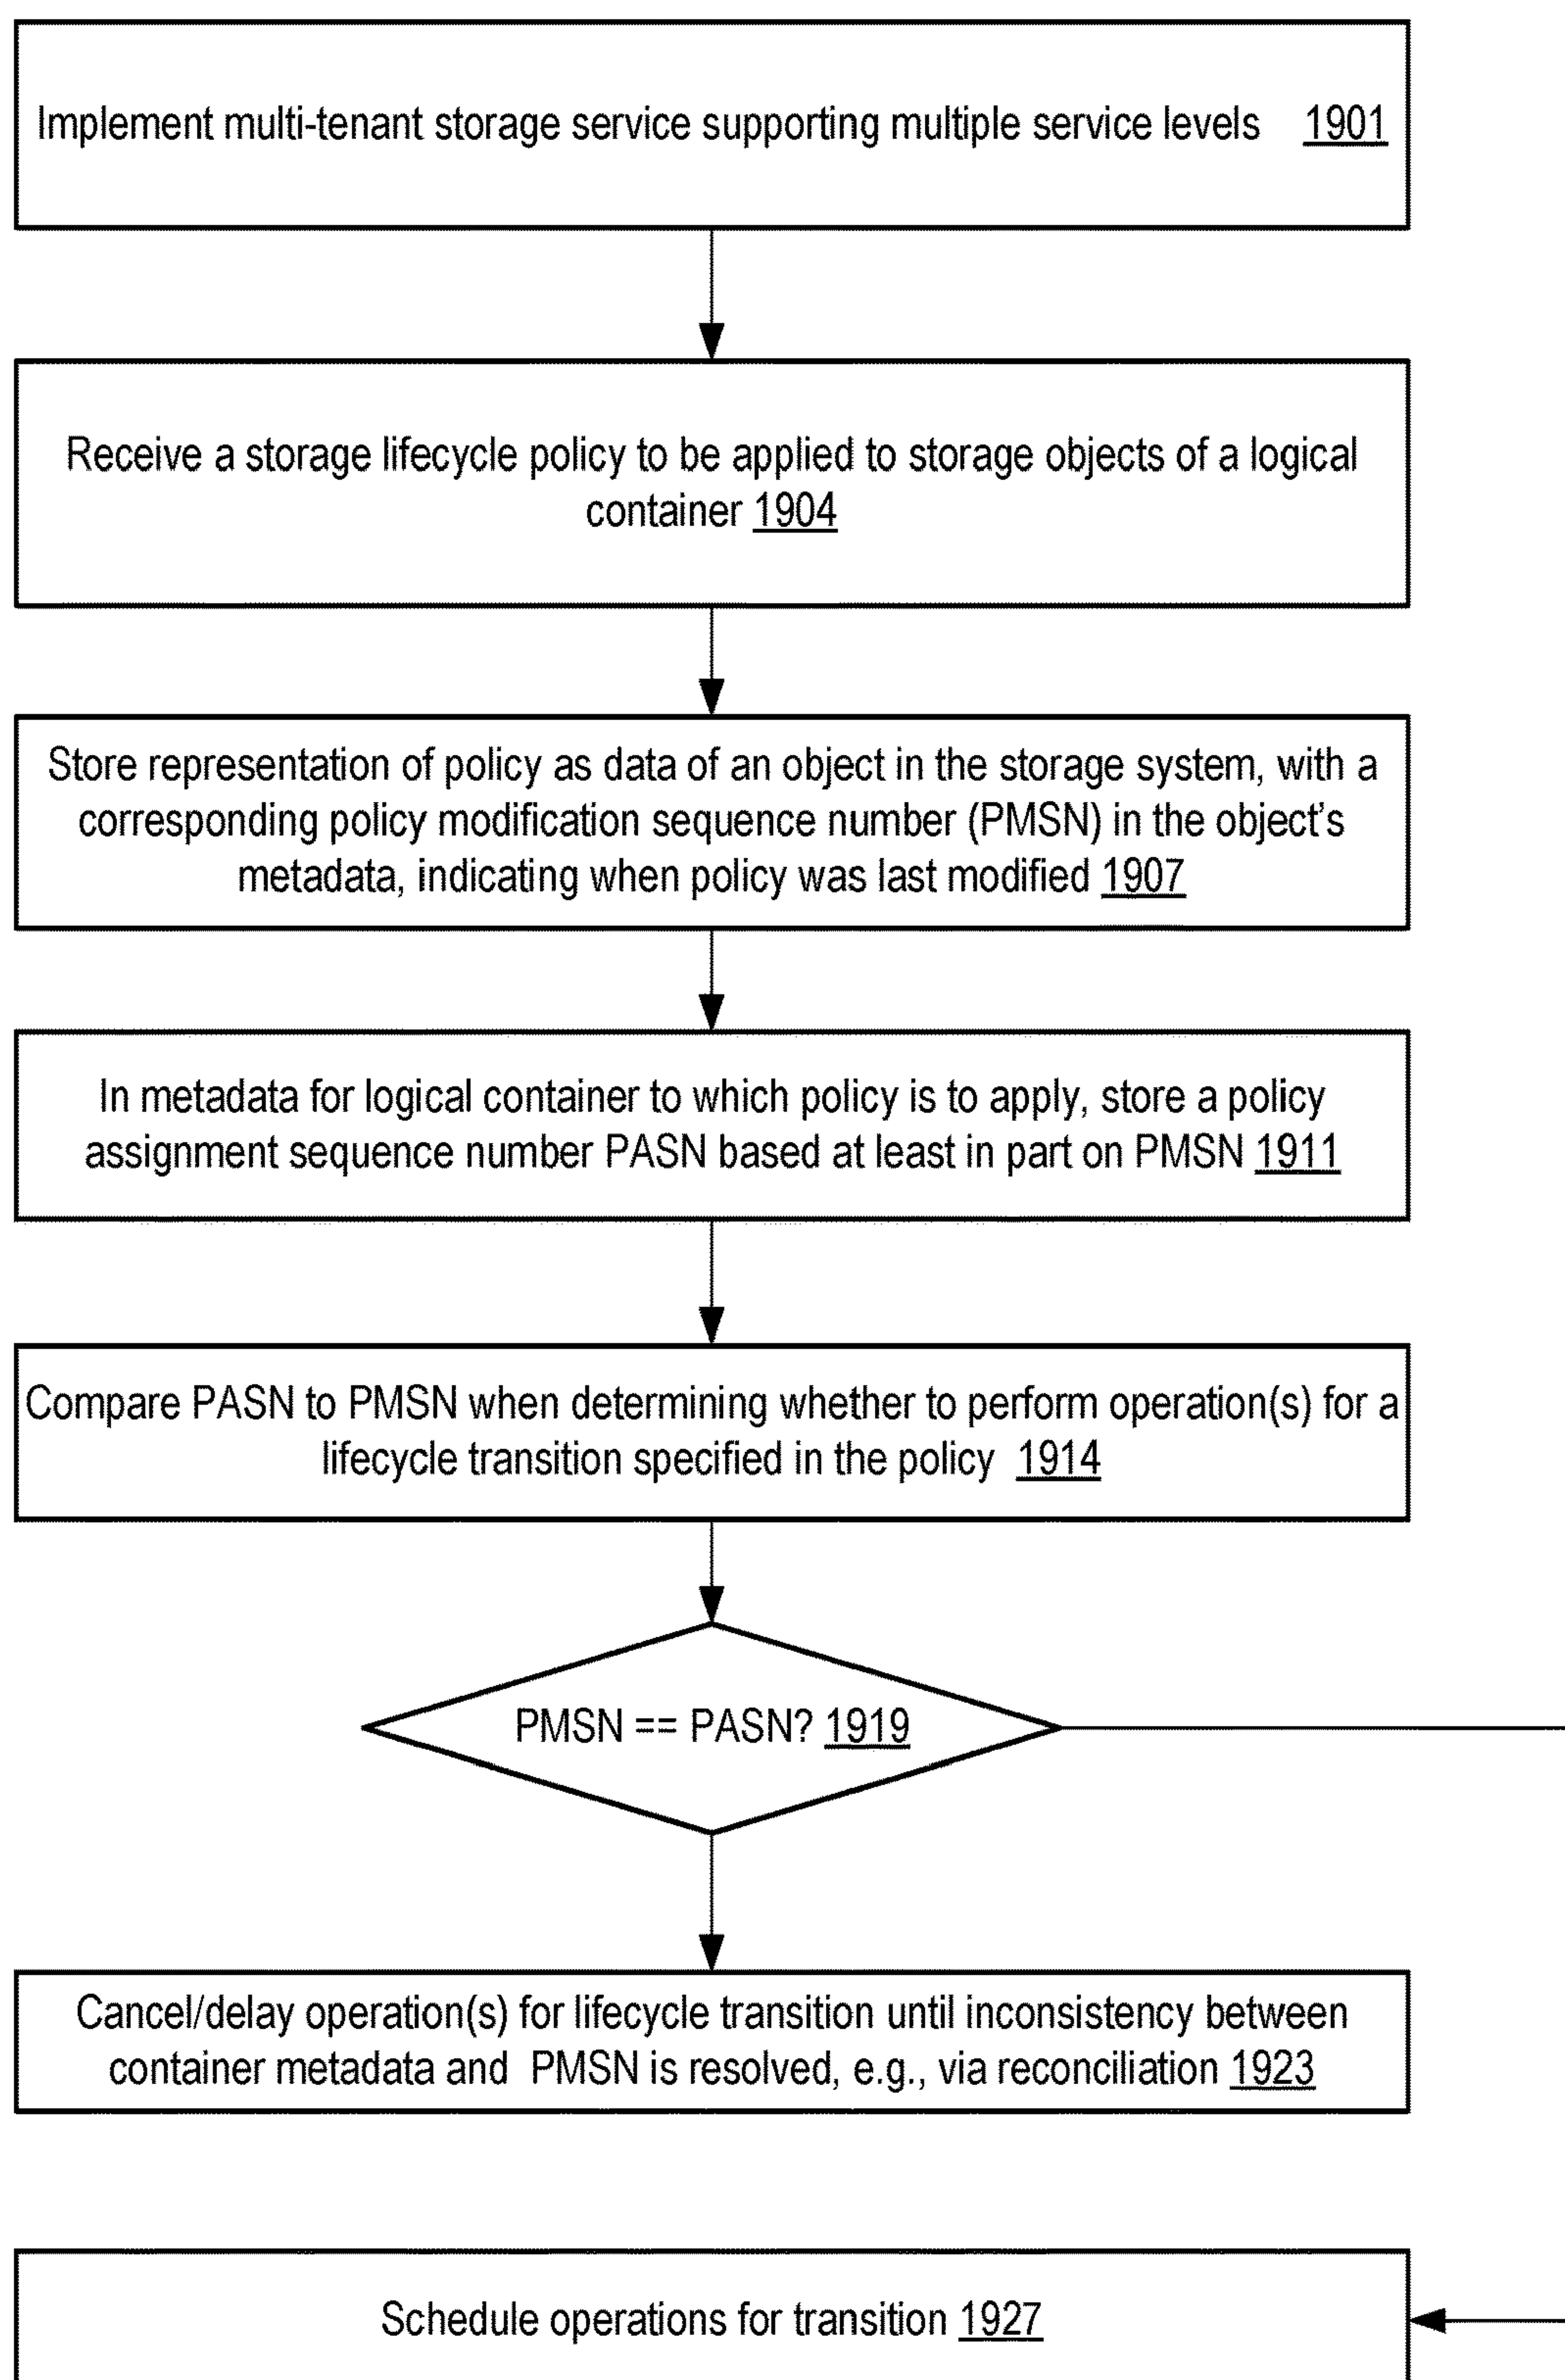 Implement multi-tenant storage service supporting multiple service levels 1901
Receive a storage lifecycle policy to be applied to storage objects of a logical
container 1904
Store representation of policy as data of an object in the storage system, with a
corresponding policy modification sequence number (PMSN) in the object's
metadata, indicating when policy was last modified 1907
In metadata for logical container to which policy is to apply, store a policy
assignment sequence number PASN based at least in part on PMSN 1911
Compare PASN to PMSN when determining whether to perform operation(s) for a
lifecycle transition specified in the policy 1914
PMSN == PASN? 1919
Cancel/delay operation(s) for lifecycle transition until inconsistency between
container metadata and PMSN is resolved, e.g., via reconciliation 1923
Schedule operations for transition 1927